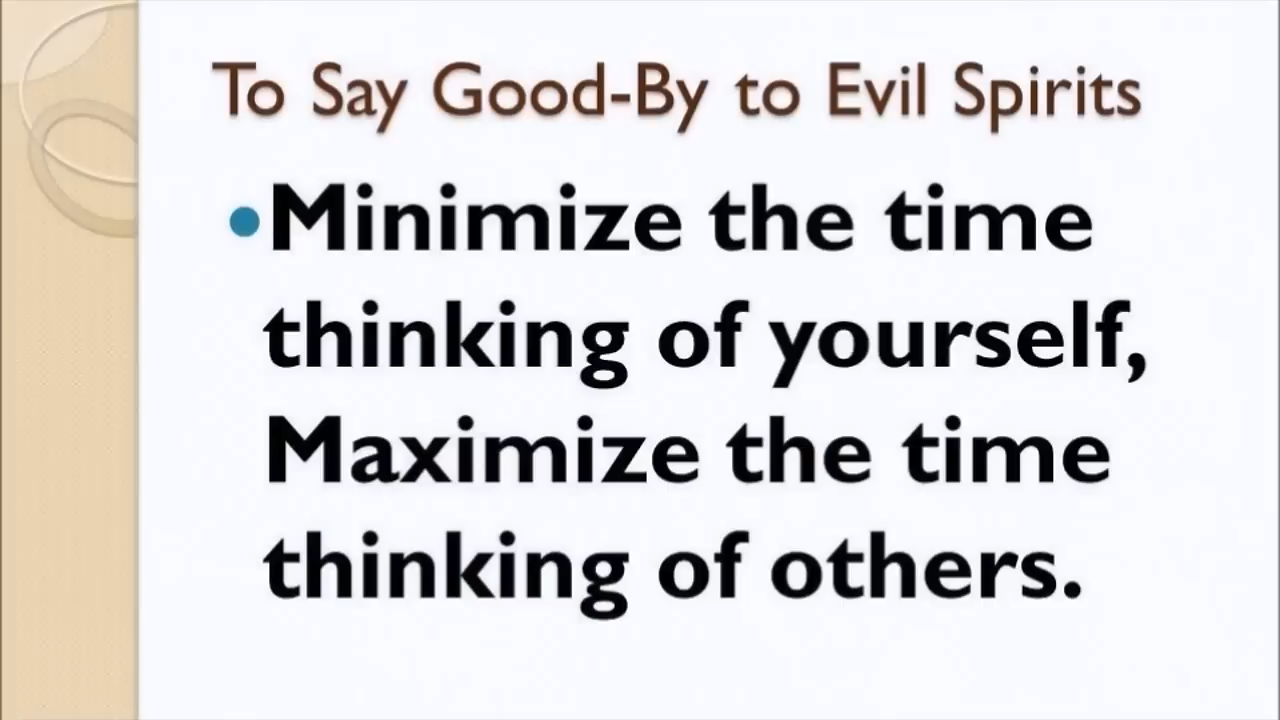 To Say Good-By to Evil Spirits
•Minimize the time
thinking of yourself,
Maximize the time
thinking of others.